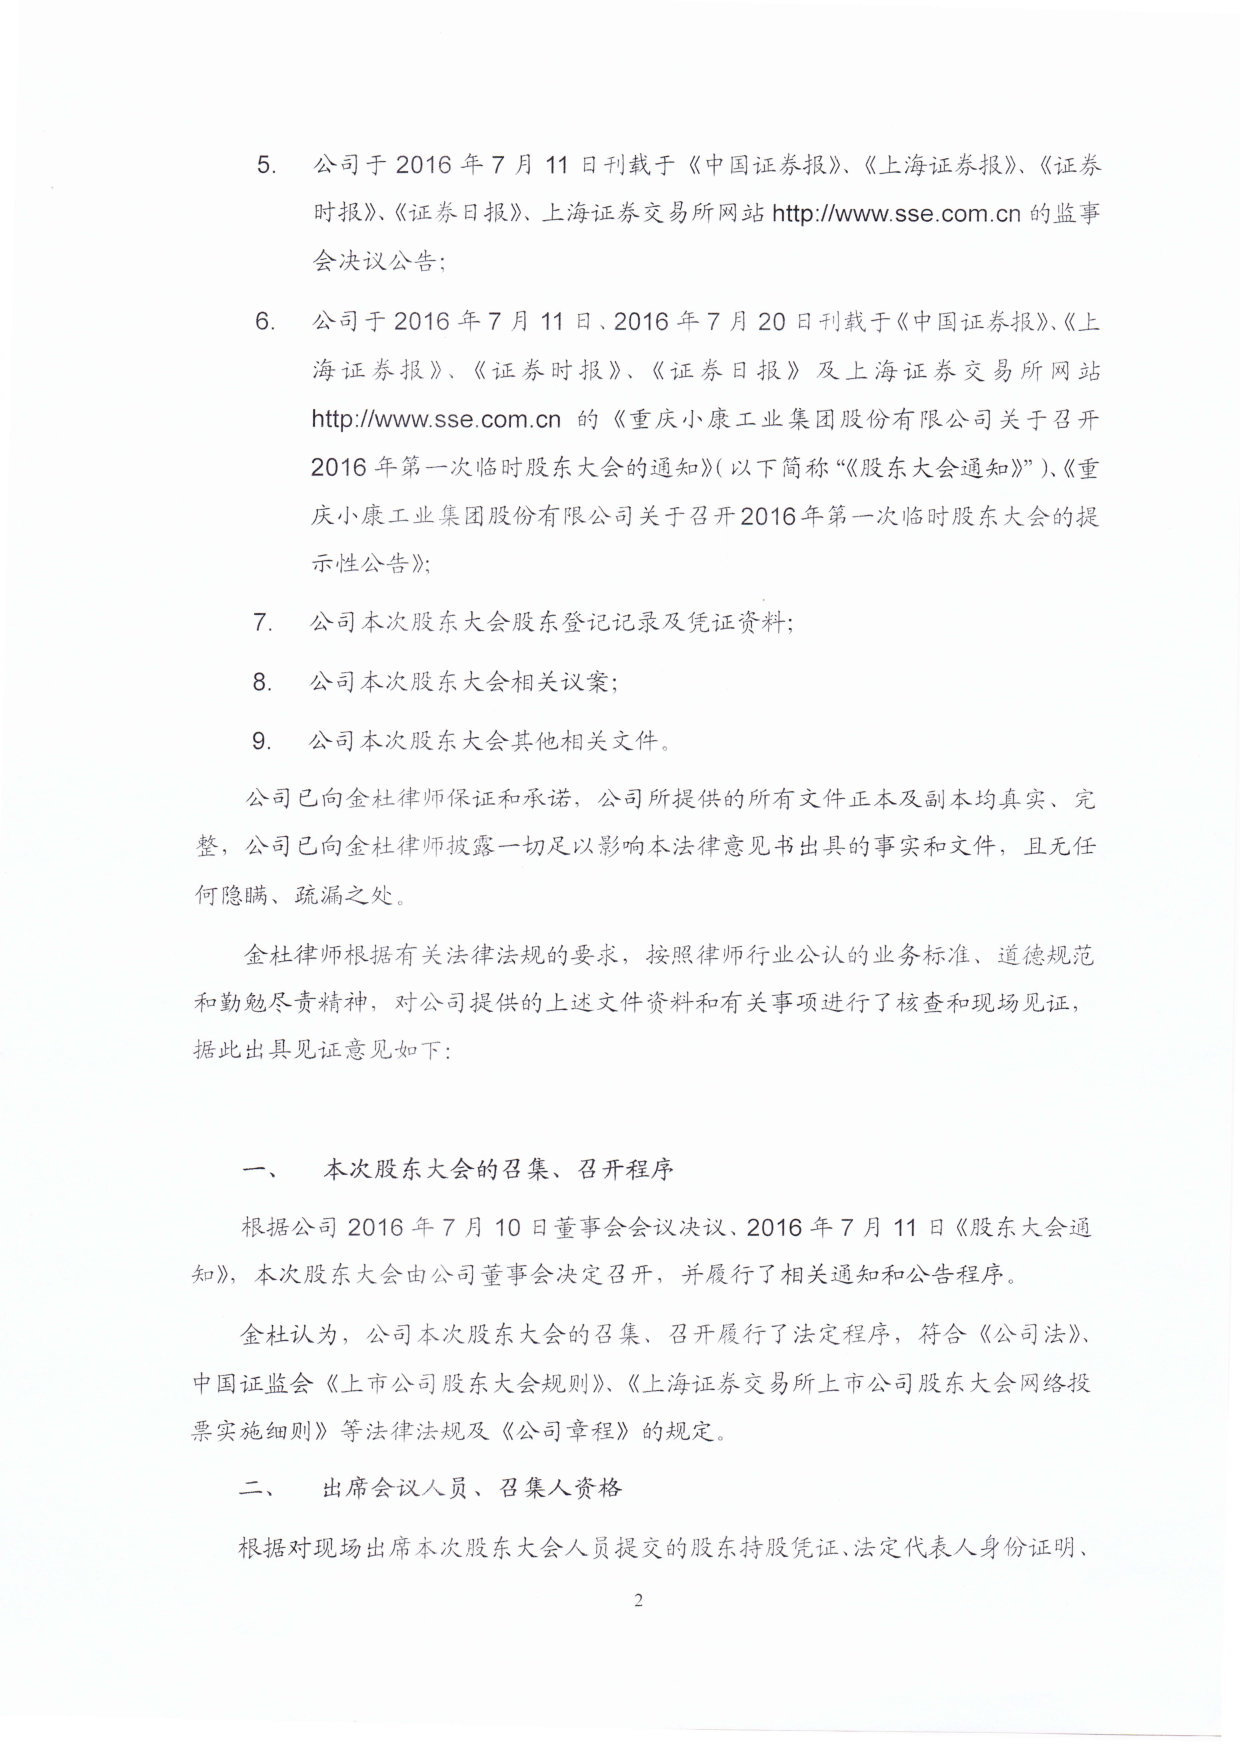 5. 公司于 2016 年 7 月 11 日刊载于《中国证券报》、《上海证券报》、《证券
时报》、《证券日报》、上海证券交易所网站 http://www.sse.com.cn 的监事
会决议公告；
6. 公司于 2016 年 7 月 11 日、2016 年 7 月 20 日刊载于《中国证券报》、《上
海证券报》、《证券时报》、《证券日报》及上海证券交易所网站
http://www.sse.com.cn 的《重庆小康工业集团股份有限公司关于召开
2016 年第一次临时股东大会的通知》（以下简称“《股东大会通知》”）、《重
庆小康工业集团股份有限公司关于召开 2016 年第一次临时股东大会的提
示性公告》；
7. 公司本次股东大会股东登记记录及凭证资料；
8. 公司本次股东大会相关议案；
9. 公司本次股东大会其他相关文件。
公司已向金杜律师保证和承诺，公司所提供的所有文件正本及副本均真实、完
整，公司已向金杜律师披露一切足以影响本法律意见书出具的事实和文件，且无任
何隐瞒、疏漏之处。
金杜律师根据有关法律法规的要求，按照律师行业公认的业务标准、道德规范
和勤勉尽责精神，对公司提供的上述文件资料和有关事项进行了核查和现场见证，
据此出具见证意见如下：
一、 本次股东大会的召集、召开程序
根据公司 2016 年 7 月 10 日董事会会议决议、2016 年 7 月 11 日《股东大会通
知》，本次股东大会由公司董事会决定召开，并履行了相关通知和公告程序。
金杜认为，公司本次股东大会的召集、召开履行了法定程序，符合《公司法》、
中国证监会《上市公司股东大会规则》、《上海证券交易所上市公司股东大会网络投
票实施细则》等法律法规及《公司章程》的规定。
二、 出席会议人员、召集人资格
根据对现场出席本次股东大会人员提交的股东持股凭证、法定代表人身份证明、
2